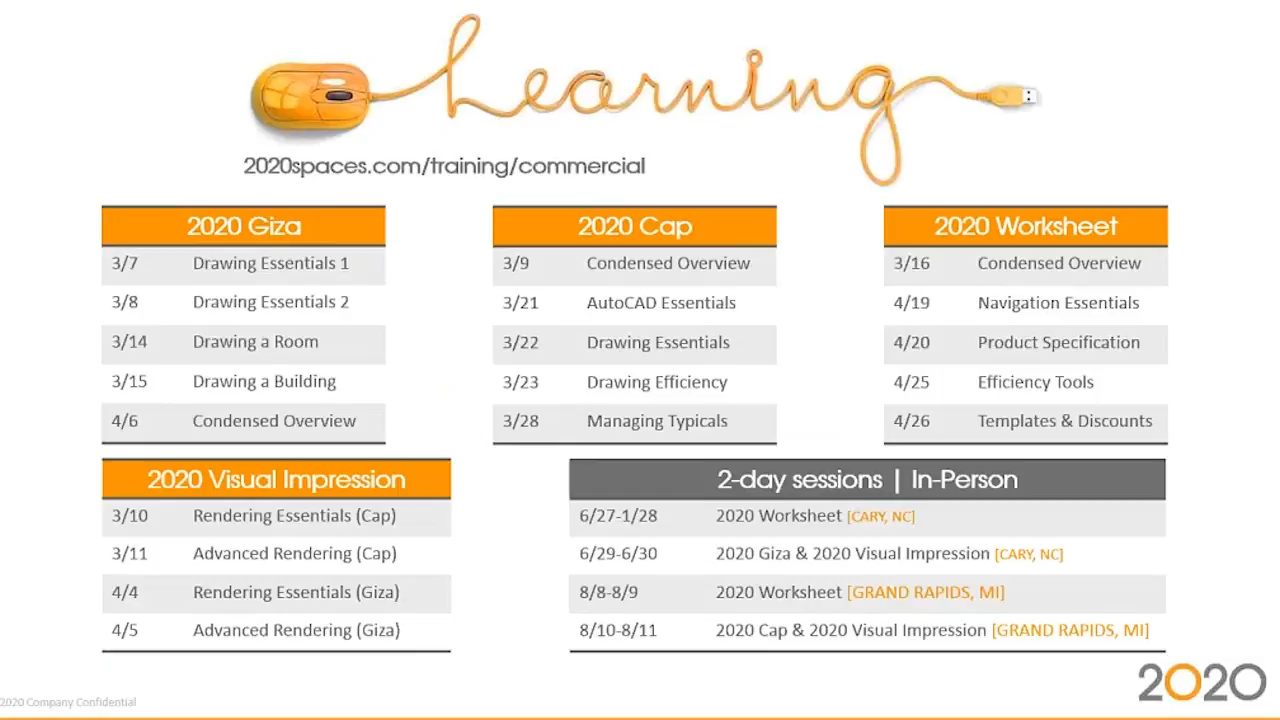 Learning
2020spaces.com/training/commercial
2020 Giza
3/7 Drawing Essentials 1
3/8 Drawing Essentials 2
3/14 Drawing a Room
3/15 Drawing a Building
4/6 Condensed Overview
2020 Cap
3/9 Condensed Overview
3/21 AutoCAD Essentials
3/22 Drawing Essentials
3/23 Drawing Efficiency
3/28 Managing Typicals
2020 Worksheet
3/16 Condensed Overview
4/19 Navigation Essentials
4/20 Product Specification
4/25 Efficiency Tools
4/26 Templates & Discounts
2020 Visual Impression
3/10 Rendering Essentials (Cap)
3/11 Advanced Rendering (Cap)
4/4 Rendering Essentials (Giza)
4/5 Advanced Rendering (Giza)
2-day sessions | In-Person
6/27-1/28 2020 Worksheet [CARY, NC]
6/29-6/30 2020 Giza & 2020 Visual Impression [CARY, NC]
8/8-8/9 2020 Worksheet [GRAND RAPIDS, MI]
8/10-8/11 2020 Cap & 2020 Visual Impression [GRAND RAPIDS, MI]
2020 Company Confidential
2020